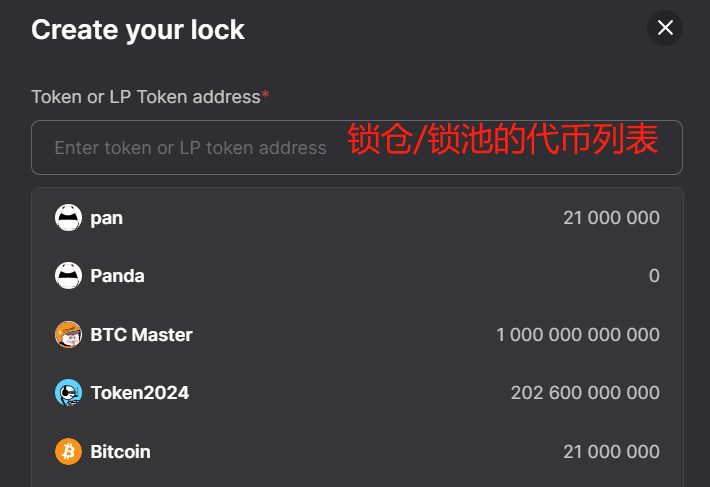 Create your lock
Token or LP Token address*
Enter token or LP token address
锁仓/锁池的代币列表
pan 21 000 000
Panda 0
BTC Master 1 000 000 000 000
Token2024 202 600 000 000
Bitcoin 21 000 000